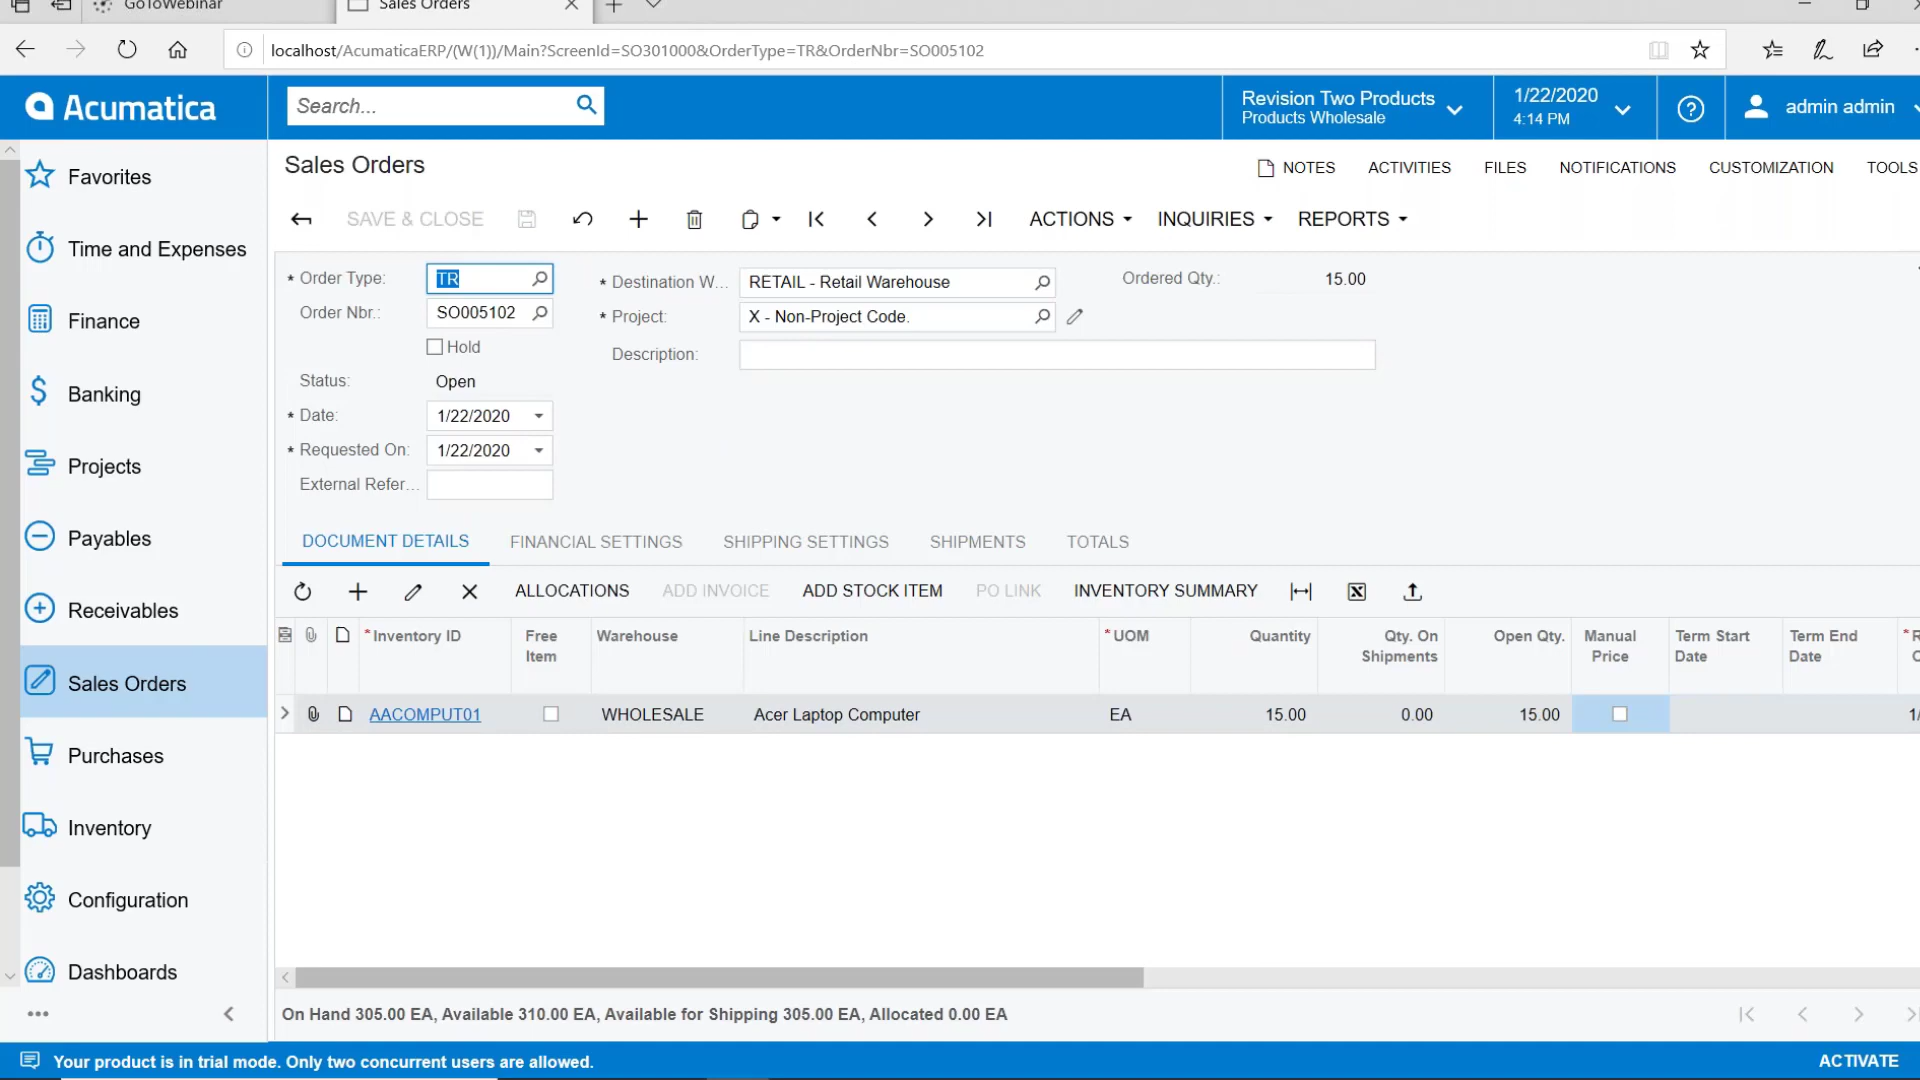 GoToWebinar
Sales Orders
localhost/AcumaticaERP/(W(1))/Main?ScreenId=SO301000&OrderType=TR&OrderNbr=SO005102
Acumatica
Search...
Revision Two Products
Products Wholesale
1/22/2020
4:14 PM
?
admin admin
Favorites
Time and Expenses
Finance
Banking
Projects
Payables
Receivables
Sales Orders
Purchases
Inventory
Configuration
Dashboards
Sales Orders
NOTES ACTIVITIES FILES NOTIFICATIONS CUSTOMIZATION TOOLS
SAVE & CLOSE ACTIONS INQUIRIES REPORTS
* Order Type: TR
Order Nbr.: SO005102
Hold
Status: Open
* Date: 1/22/2020
* Requested On: 1/22/2020
External Refer...
* Destination W... RETAIL - Retail Warehouse
* Project: X - Non-Project Code.
Description:
Ordered Qty.: 15.00
DOCUMENT DETAILS FINANCIAL SETTINGS SHIPPING SETTINGS SHIPMENTS TOTALS
ALLOCATIONS ADD INVOICE ADD STOCK ITEM PO LINK INVENTORY SUMMARY
* Inventory ID Free Item Warehouse Line Description * UOM Quantity Qty. On Shipments Open Qty. Manual Price Term Start Date Term End Date
AACOMPUT01 WHOLESALE Acer Laptop Computer EA 15.00 0.00 15.00
On Hand 305.00 EA, Available 310.00 EA, Available for Shipping 305.00 EA, Allocated 0.00 EA
Your product is in trial mode. Only two concurrent users are allowed.
ACTIVATE